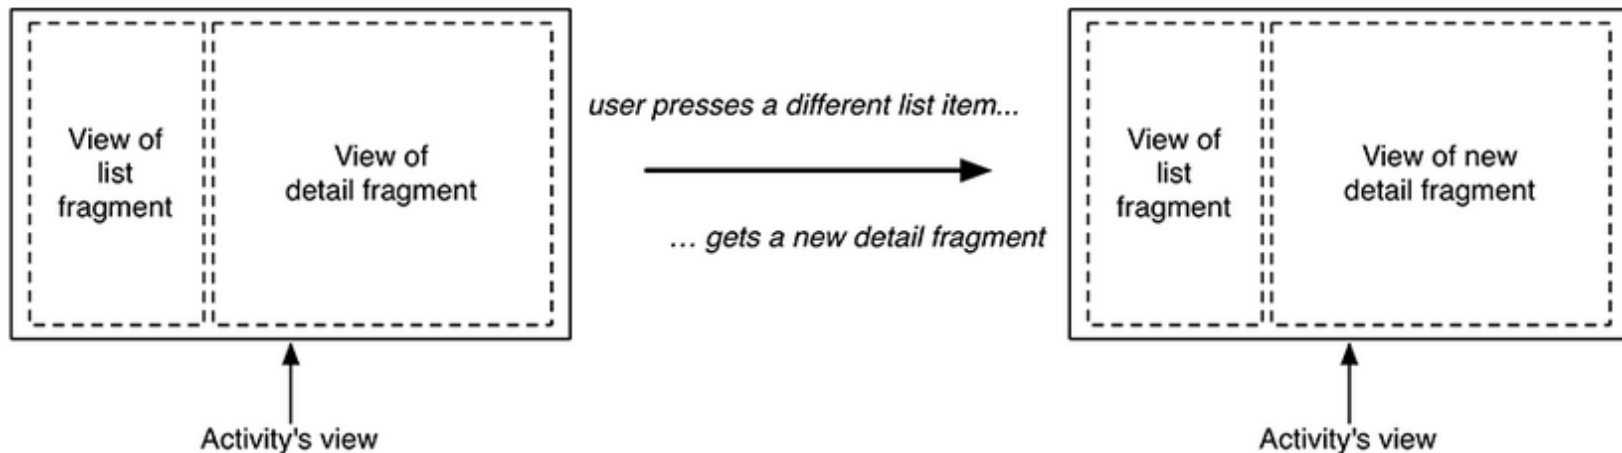 View of
list
fragment
View of
detail fragment
user presses a different list item...
... gets a new detail fragment
View of
list
fragment
View of new
detail fragment
Activity's view
Activity's view